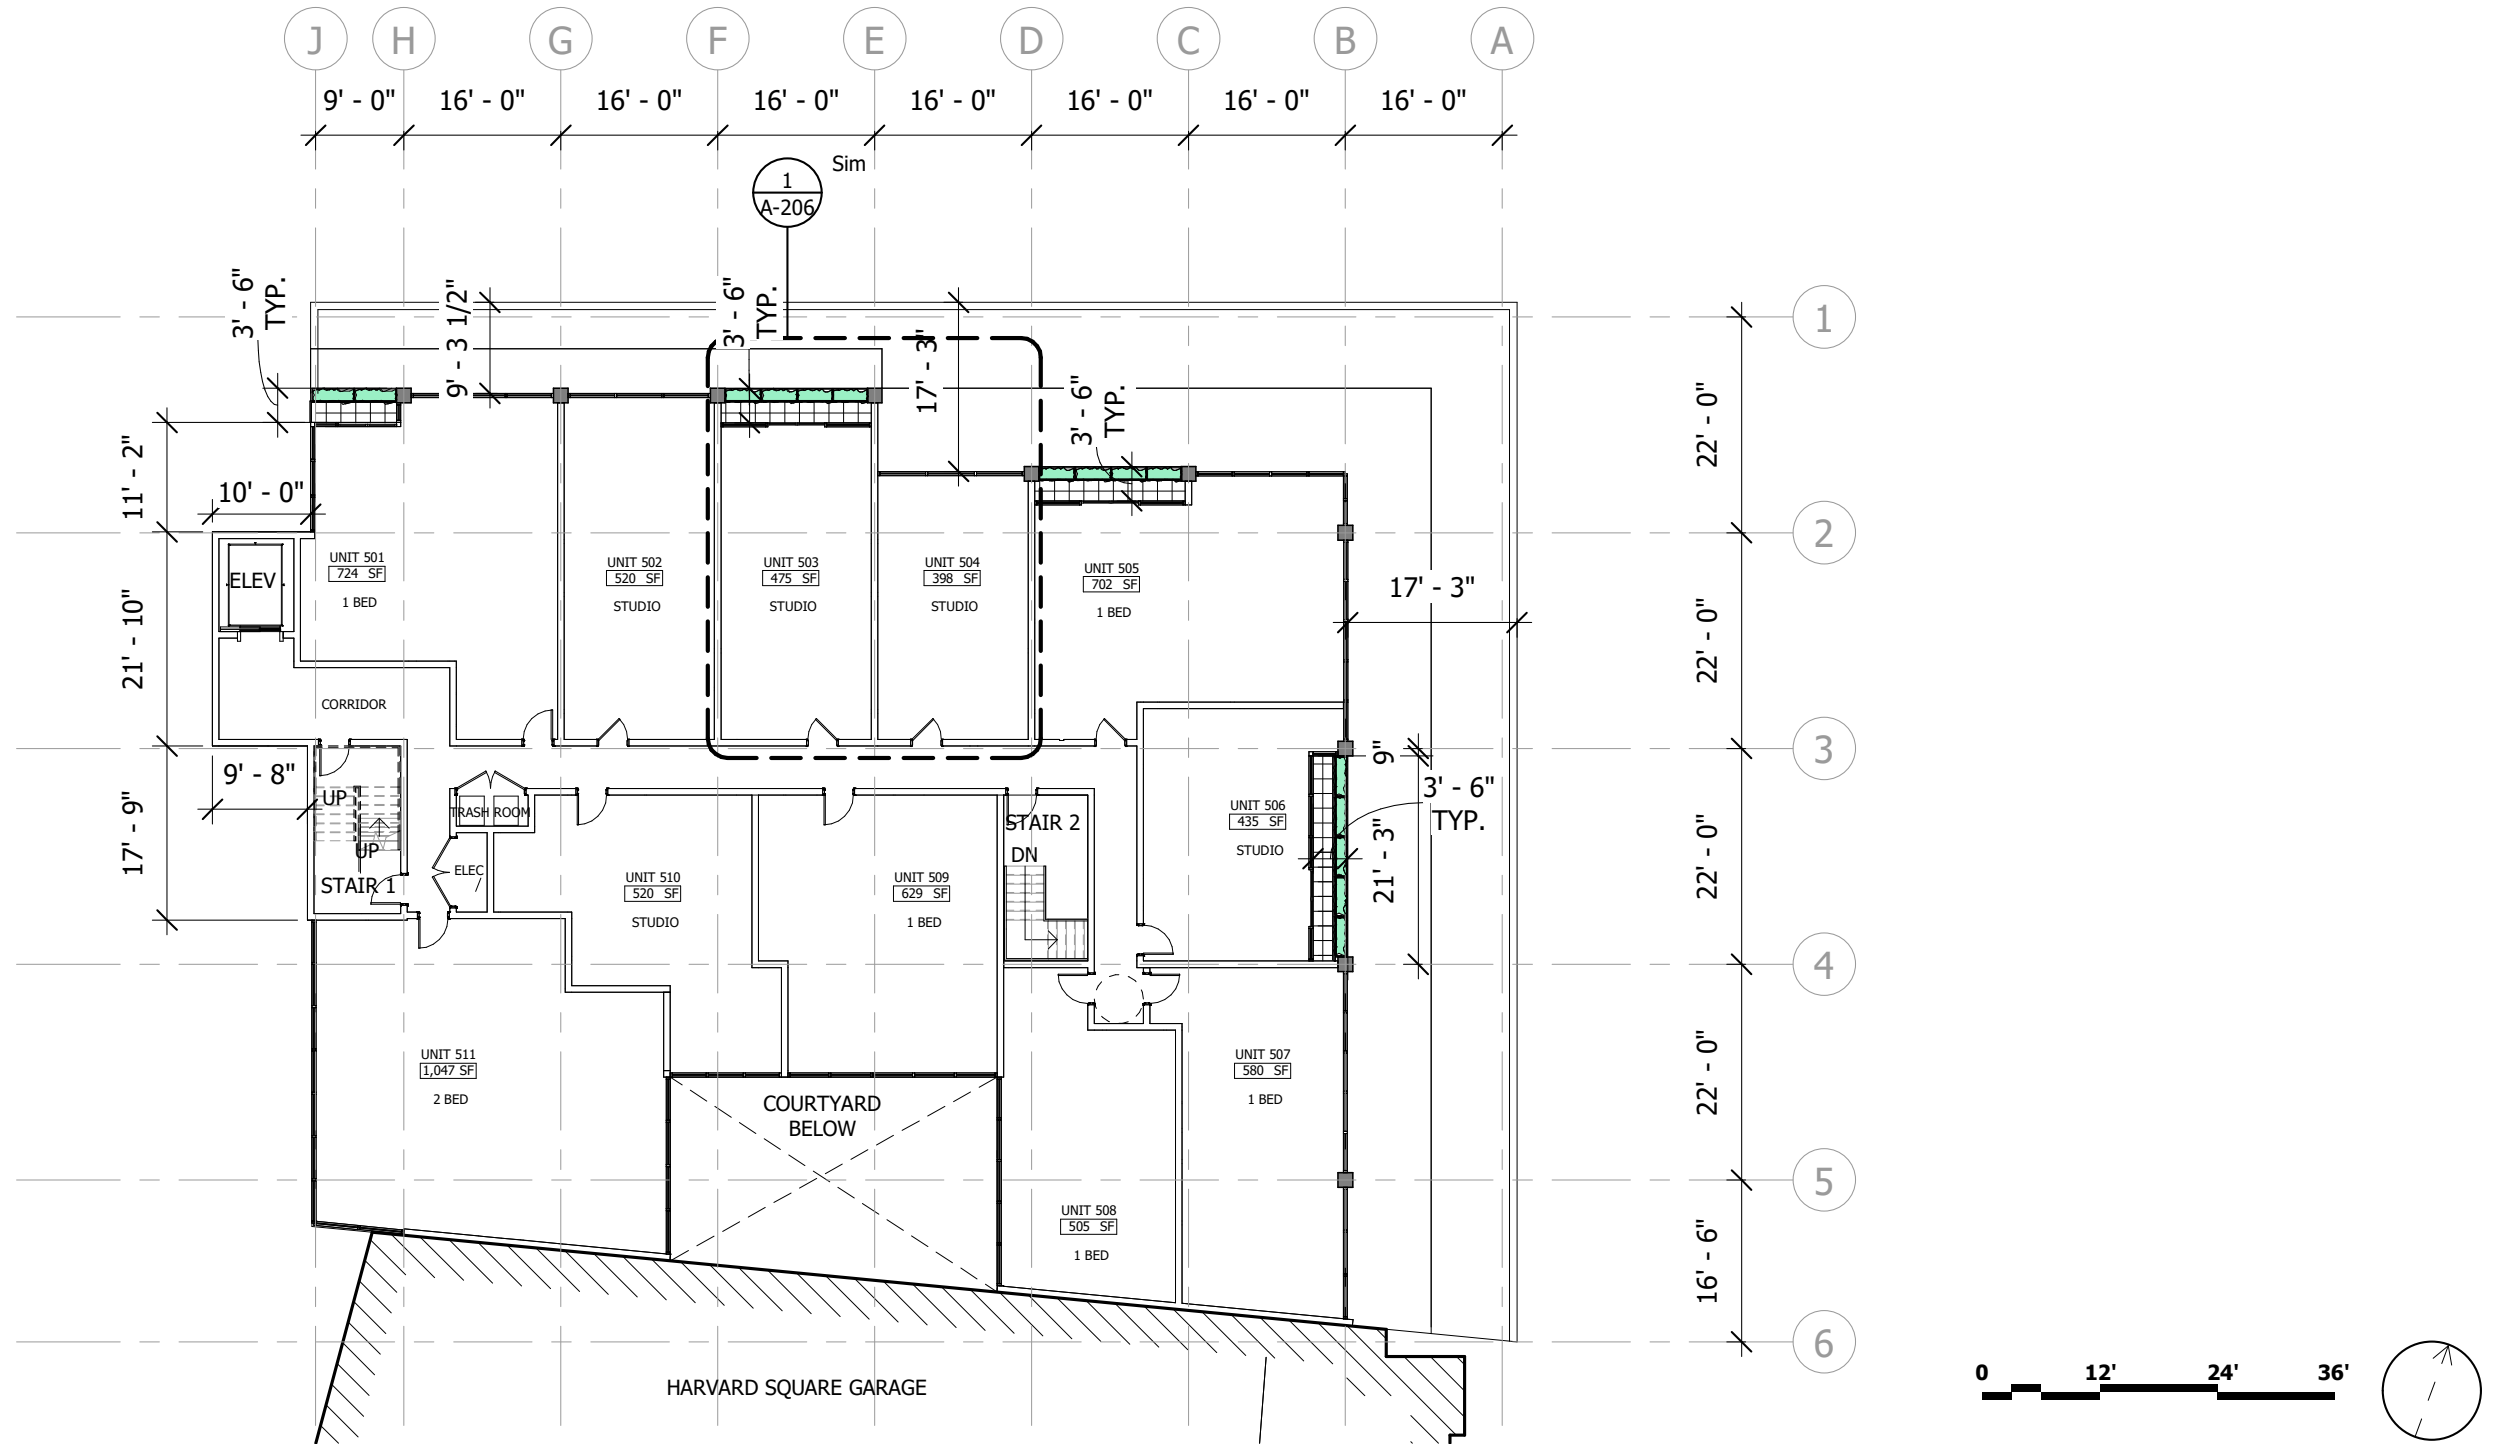 J H G F E D C B A
9' - 0" 16' - 0" 16' - 0" 16' - 0" 16' - 0" 16' - 0" 16' - 0" 16' - 0"
Sim
1
A-206
3' - 6"
TYP.
9' - 3 1/2"
3' - 6"
TYP.
17' - 3"
3' - 6"
TYP.
1
22' - 0"
11' - 2"
10' - 0"
2
UNIT 501
724 SF
1 BED
UNIT 502
520 SF
STUDIO
UNIT 503
475 SF
STUDIO
UNIT 504
398 SF
STUDIO
UNIT 505
702 SF
1 BED
ELEV
17' - 3"
21' - 10"
22' - 0"
CORRIDOR
3
9' - 8"
9"
3' - 6"
TYP.
UP
TRASH ROOM
UNIT 506
435 SF
STUDIO
STAIR 2
DN
UP
17' - 9"
21' - 3"
22' - 0"
ELEC
STAIR 1
UNIT 510
520 SF
STUDIO
UNIT 509
629 SF
1 BED
4
UNIT 511
1,047 SF
2 BED
UNIT 507
580 SF
1 BED
22' - 0"
COURTYARD
BELOW
5
UNIT 508
505 SF
1 BED
16' - 6"
6
HARVARD SQUARE GARAGE
0 12' 24' 36'